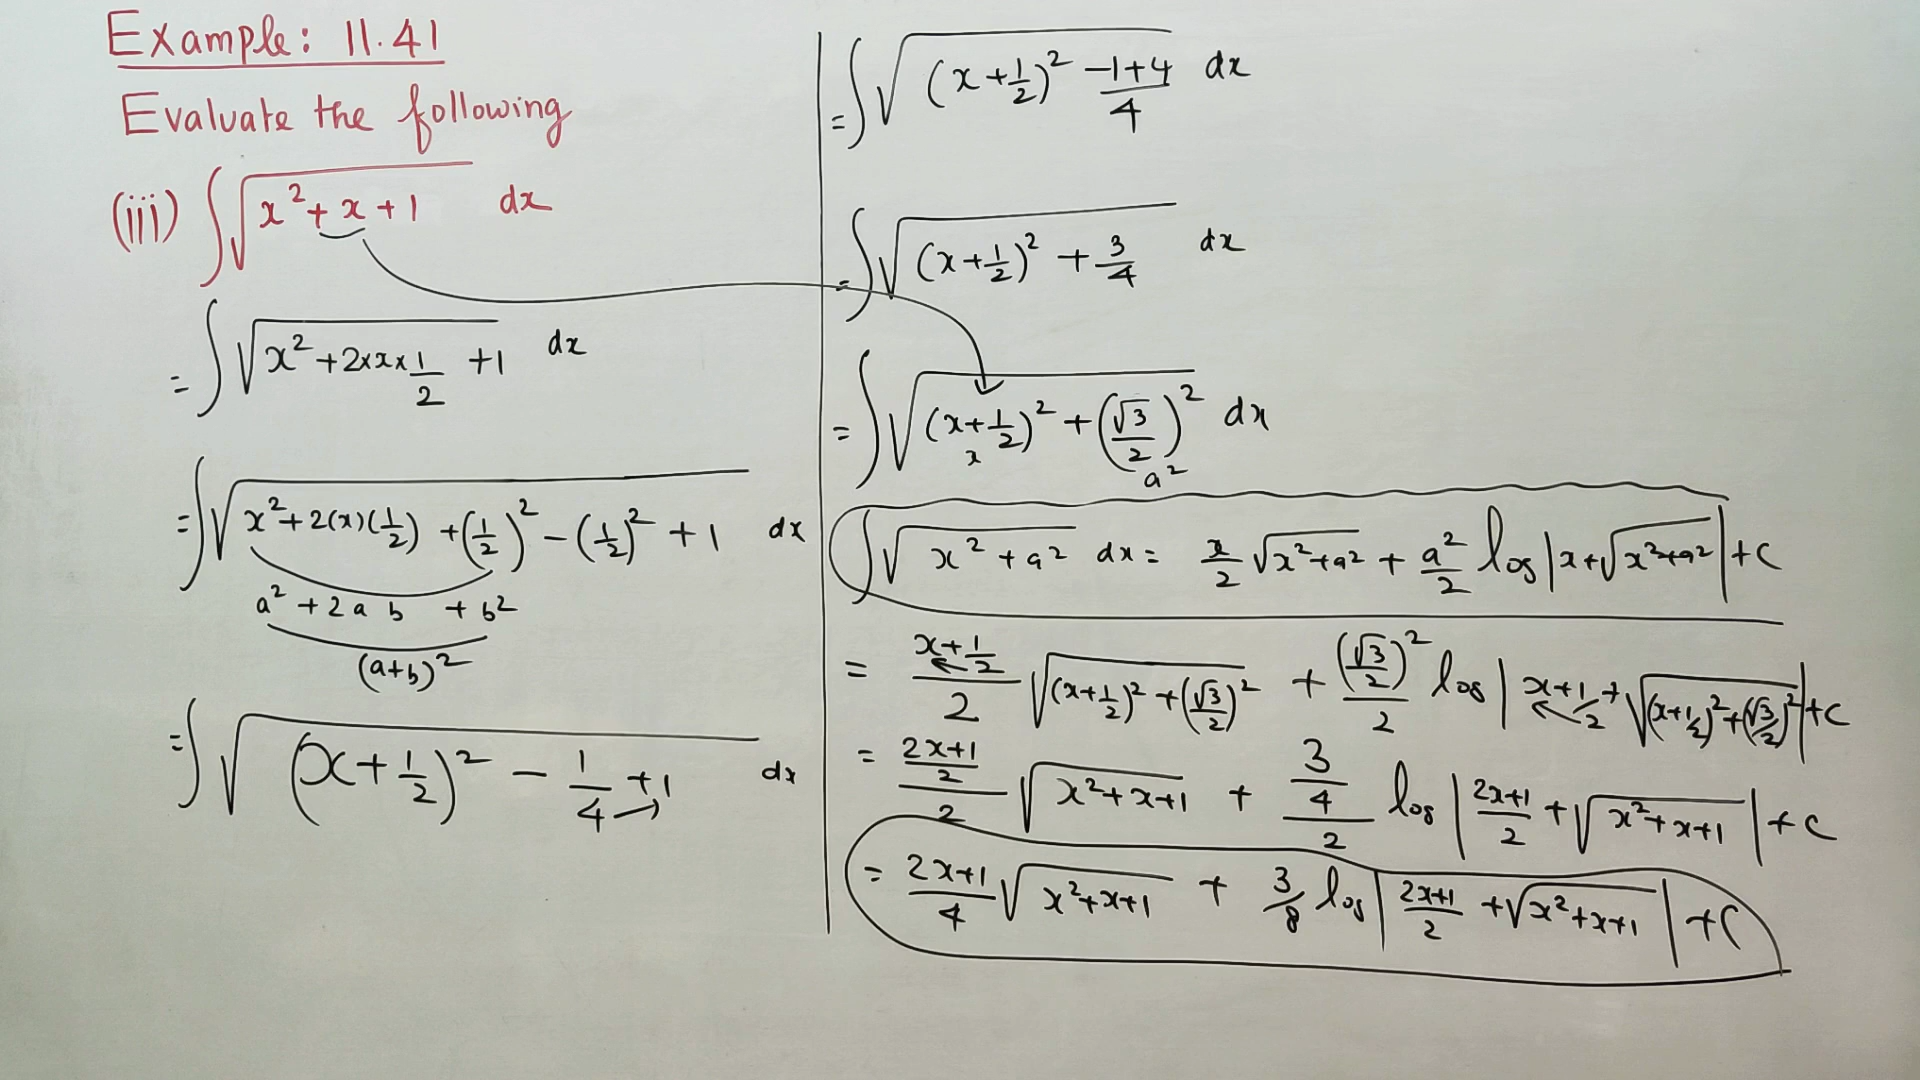 Example: 11.41
Evaluate the following
(iii) ∫√(x² + x + 1) dx
= ∫√(x² + 2×x×1/2 + 1) dx
= ∫√(x² + 2(x)(1/2) + (1/2)² − (1/2)² + 1) dx
a² + 2 a b + b²
(a+b)²
= ∫√((x + 1/2)² − 1/4 + 1) dx
= ∫√((x + 1/2)² (−1+4)/4) dx
= ∫√((x + 1/2)² + 3/4) dx
= ∫√((x + 1/2)² + (√3/2)²) dx
x a²
∫√(x² + a²) dx = x/2 √(x²+a²) + a²/2 log|x+√(x²+a²)| + C
= (x+1/2)/2 √((x+1/2)² + (√3/2)²) + (√3/2)²/2 log|x+1/2 + √((x+1/2)²+(√3/2)²)| + C
= ((2x+1)/2)/2 √(x²+x+1) + (3/4)/2 log|(2x+1)/2 + √(x²+x+1)| + C
= (2x+1)/4 √(x²+x+1) + 3/8 log|(2x+1)/2 + √(x²+x+1)| + C